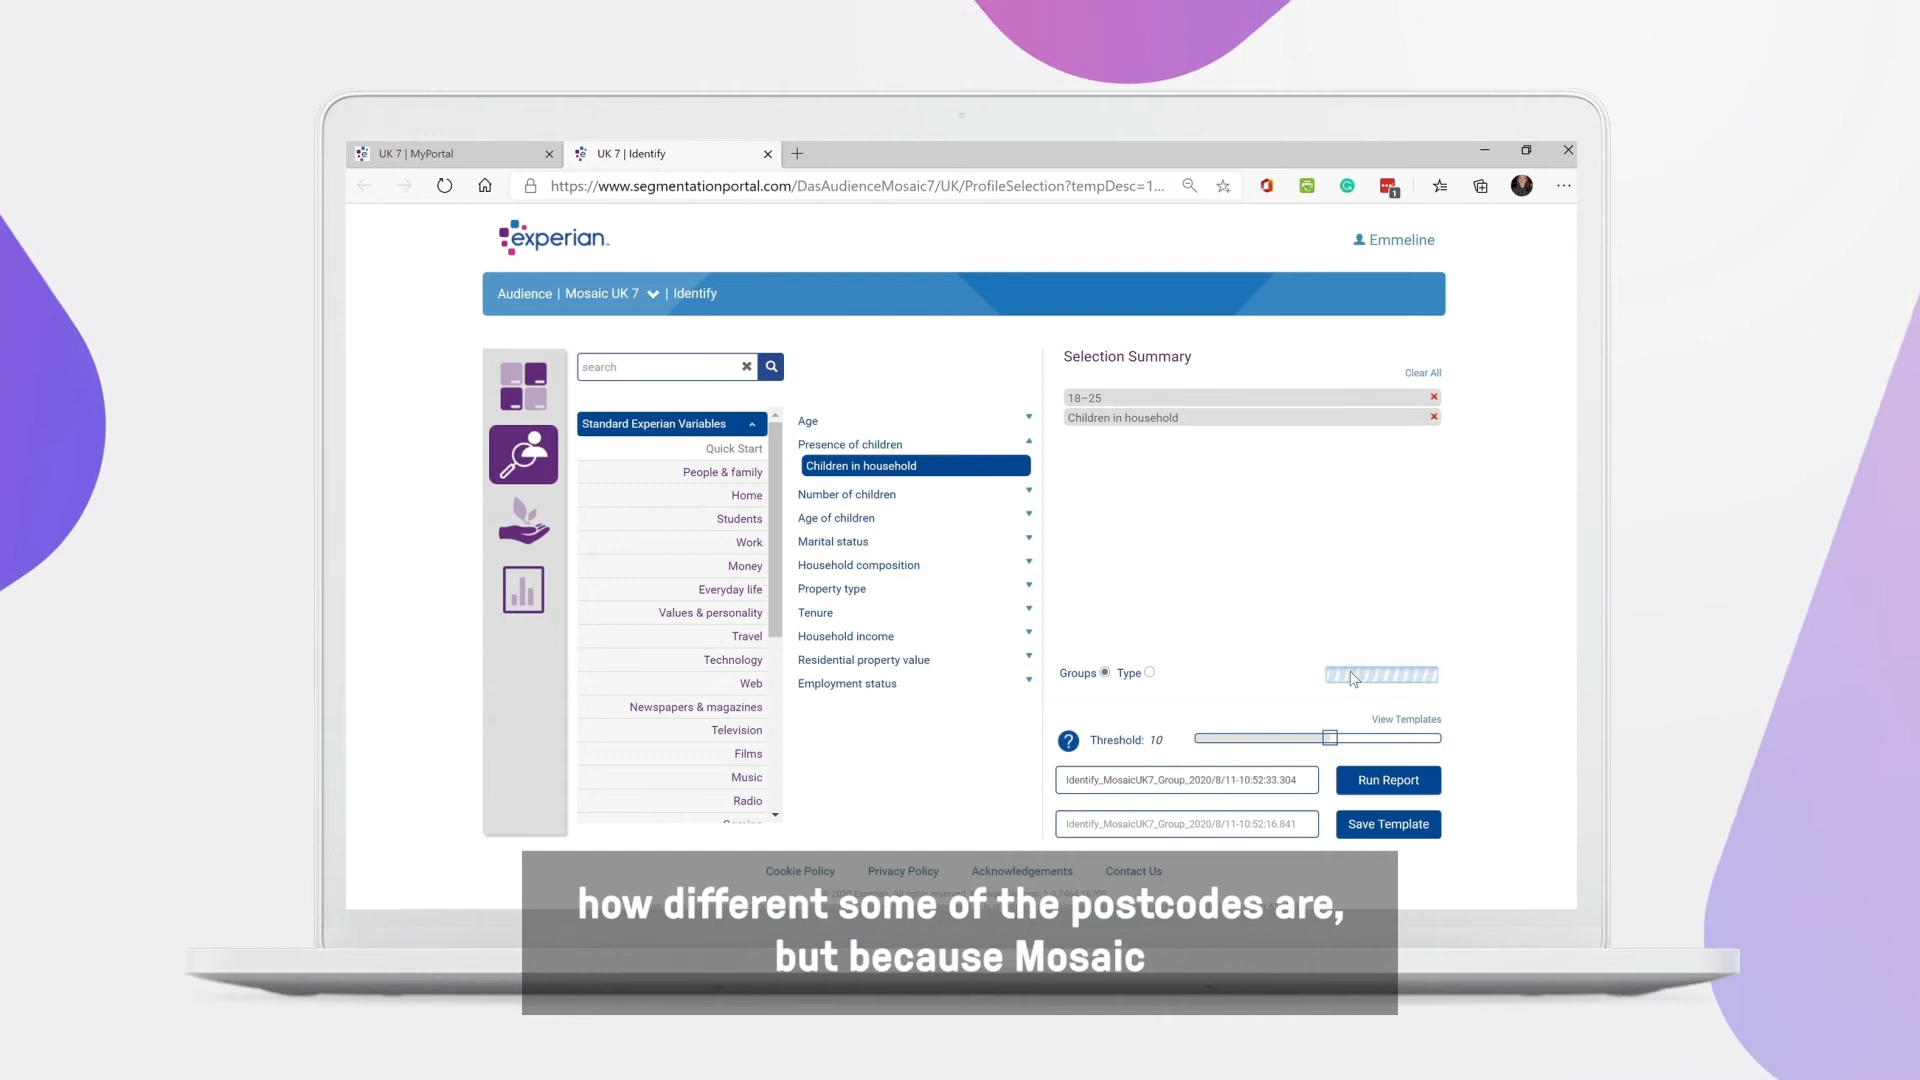 UK 7 | MyPortal
UK 7 | Identify
https://www.segmentationportal.com/DasAudienceMosaic7/UK/ProfileSelection?tempDesc=1...
1
experian™
Emmeline
Audience | Mosaic UK 7 | Identify
search
Standard Experian Variables
Quick Start
People & family
Home
Students
Work
Money
Everyday life
Values & personality
Travel
Technology
Web
Newspapers & magazines
Television
Films
Music
Radio
Age
Presence of children
Children in household
Number of children
Age of children
Marital status
Household composition
Property type
Tenure
Household income
Residential property value
Employment status
Selection Summary
Clear All
18–25
Children in household
Groups Type
View Templates
? Threshold: 10
Identify_MosaicUK7_Group_2020/8/11-10:52:33.304
Run Report
Identify_MosaicUK7_Group_2020/8/11-10:52:16.841
Save Template
Cookie Policy Privacy Policy Acknowledgements Contact Us
how different some of the postcodes are,
but because Mosaic